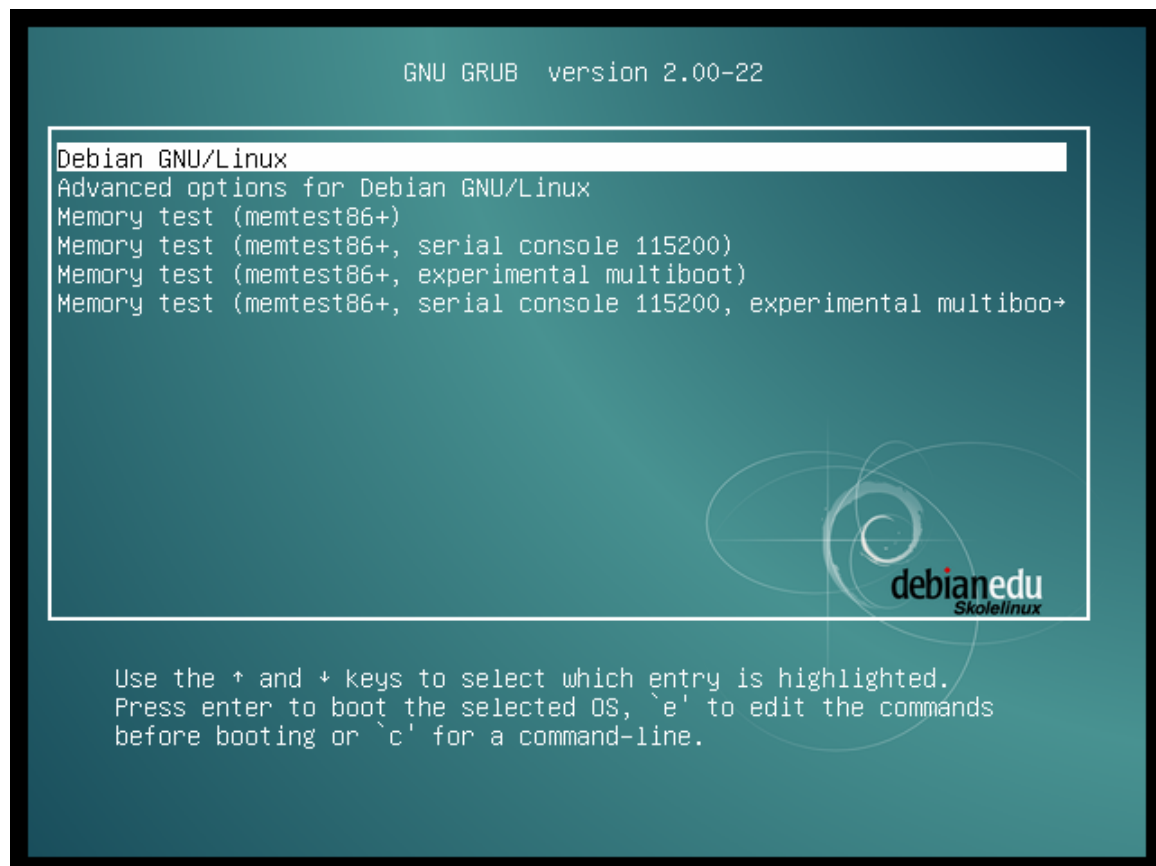 GNU GRUB  version 2.00-22
Debian GNU/Linux
Advanced options for Debian GNU/Linux
Memory test (memtest86+)
Memory test (memtest86+, serial console 115200)
Memory test (memtest86+, experimental multiboot)
Memory test (memtest86+, serial console 115200, experimental multiboo→
debianedu
Skolelinux
Use the ↑ and ↓ keys to select which entry is highlighted.
Press enter to boot the selected OS, `e' to edit the commands
before booting or `c' for a command-line.